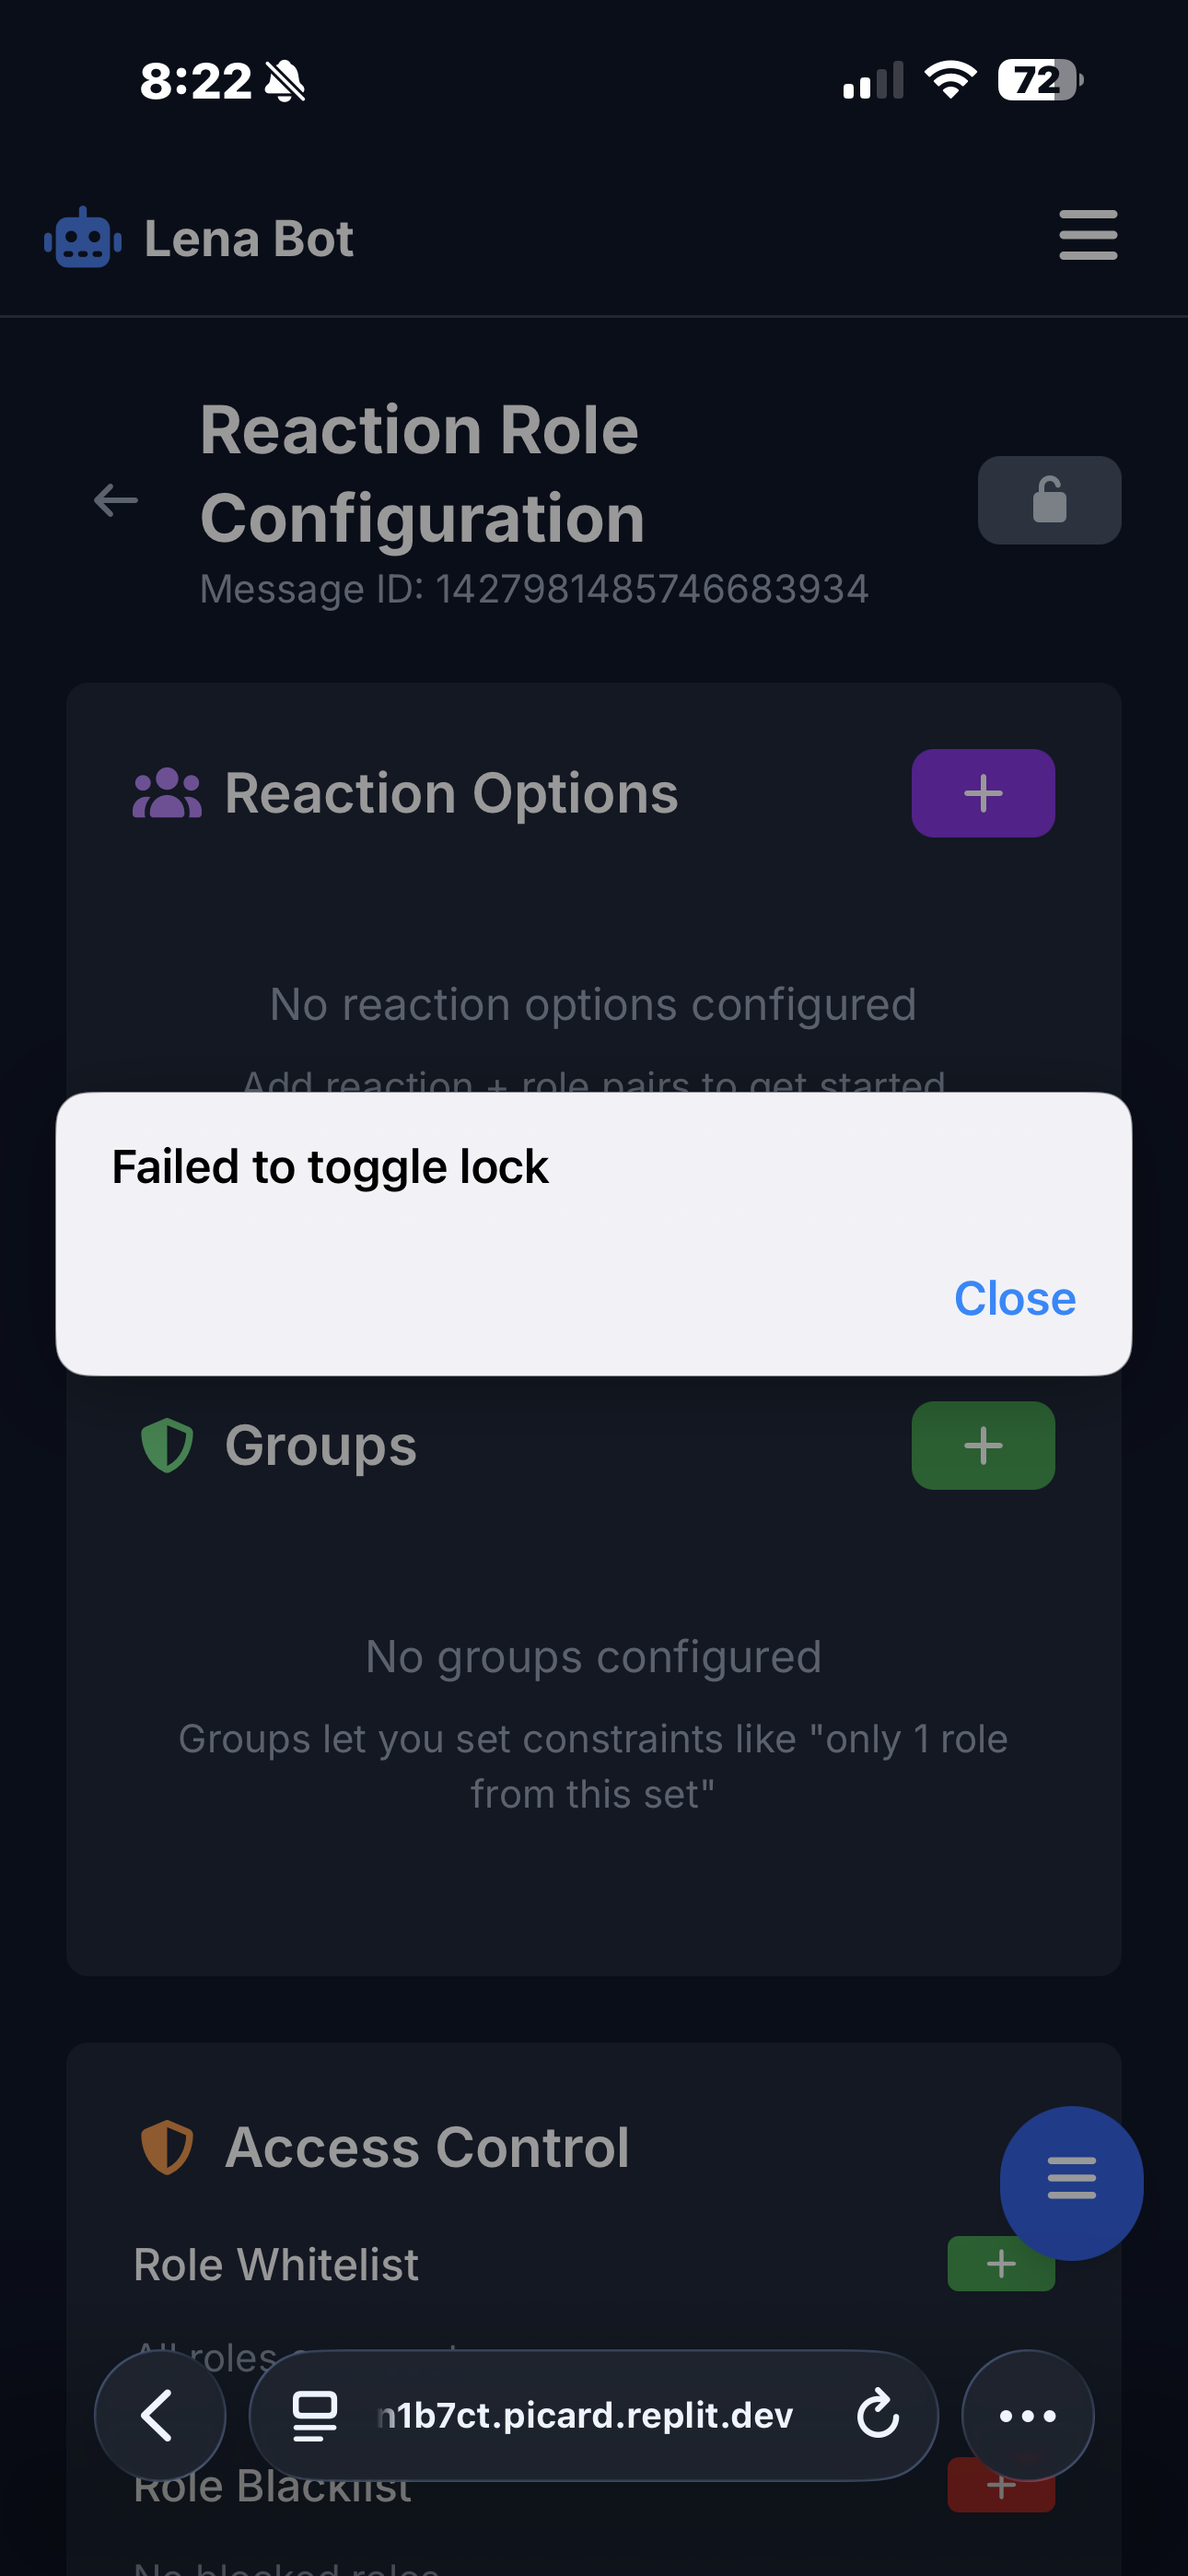 8:22
72
Lena Bot
Reaction Role
Configuration
Message ID: 1427981485746683934
Reaction Options
No reaction options configured
Add reaction + role pairs to get started
Failed to toggle lock
Close
Groups
No groups configured
Groups let you set constraints like "only 1 role
from this set"
Access Control
Role Whitelist
All roles
n1b7ct.picard.replit.dev
Role Blacklist
No blocked roles